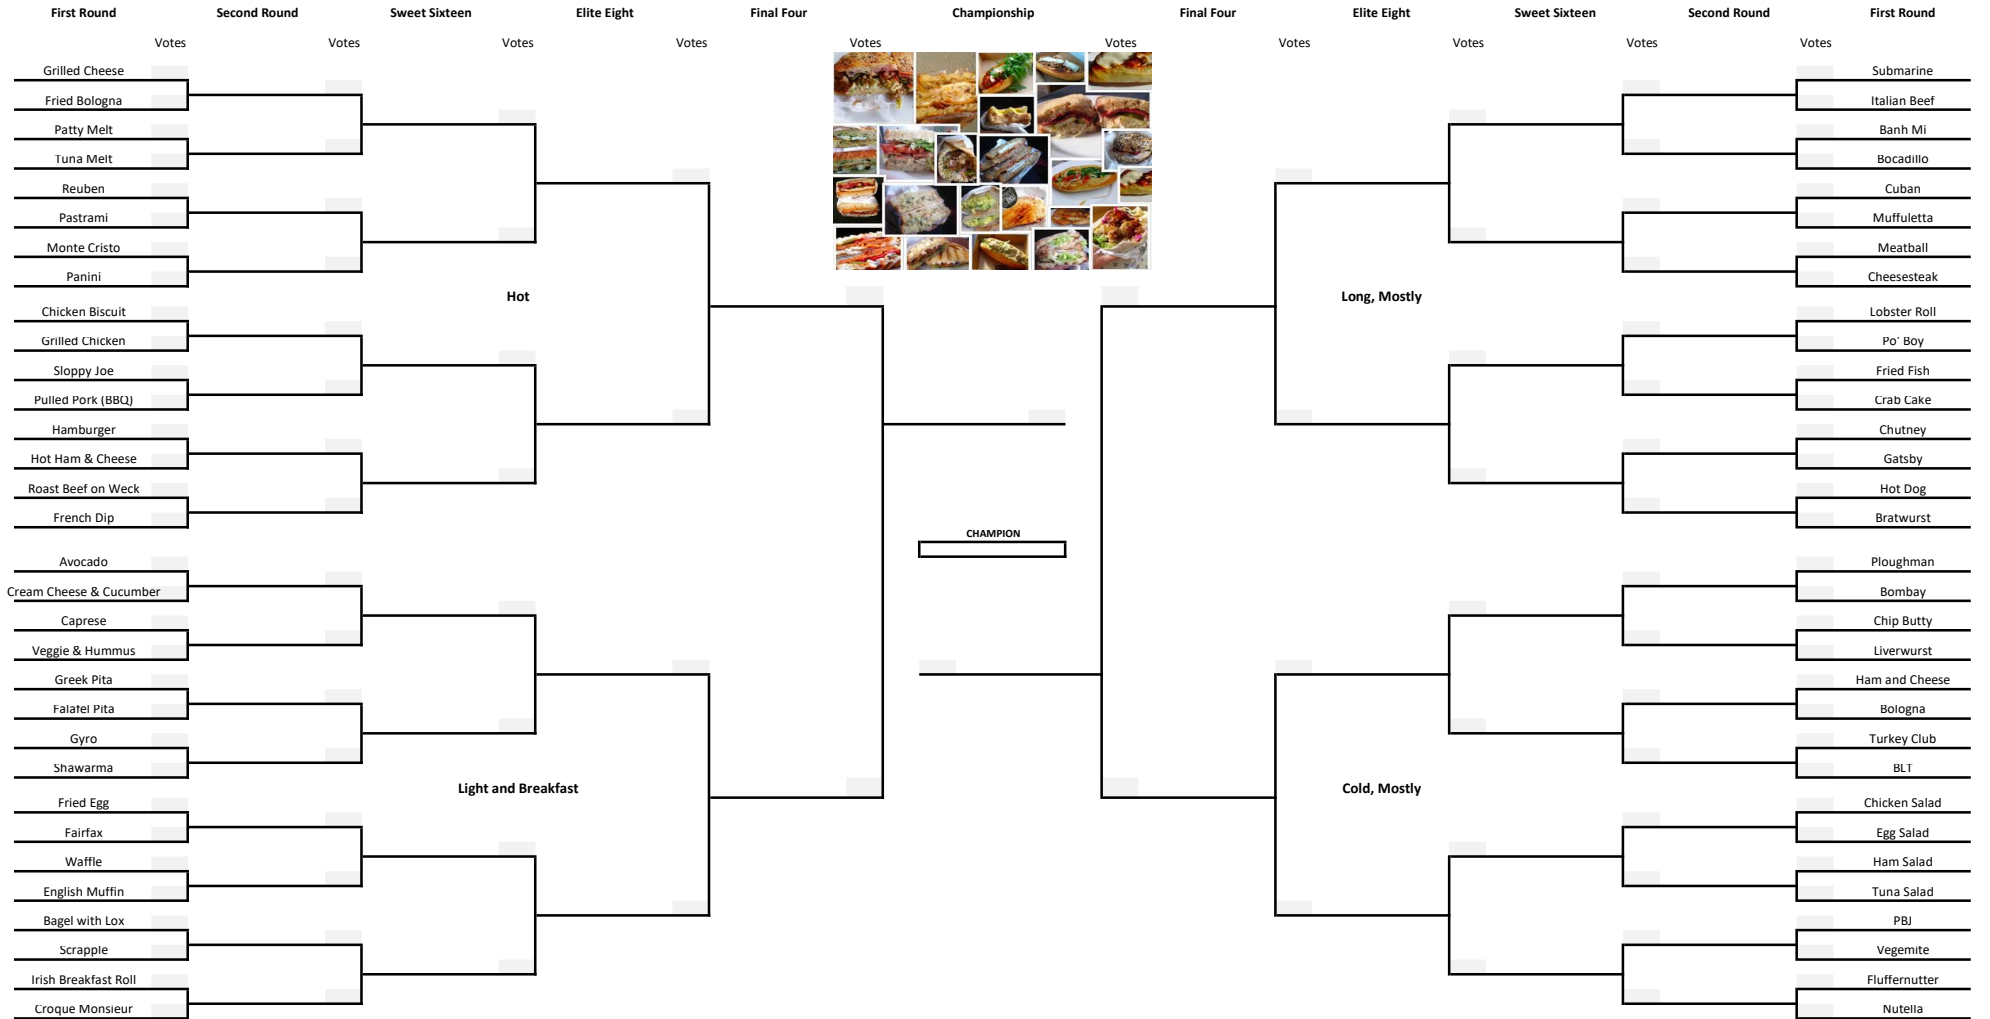 First Round Second Round Sweet Sixteen Elite Eight Final Four Championship Final Four Elite Eight Sweet Sixteen Second Round First Round
Votes Votes Votes Votes Votes Votes Votes Votes Votes Votes
Grilled Cheese
Fried Bologna
Patty Melt
Tuna Melt
Reuben
Pastrami
Monte Cristo
Panini
Hot
Chicken Biscuit
Grilled Chicken
Sloppy Joe
Pulled Pork (BBQ)
Hamburger
Hot Ham & Cheese
Roast Beef on Weck
French Dip
Avocado
Cream Cheese & Cucumber
Caprese
Veggie & Hummus
Greek Pita
Falafel Pita
Gyro
Shawarma
Light and Breakfast
Fried Egg
Fairfax
Waffle
English Muffin
Bagel with Lox
Scrapple
Irish Breakfast Roll
Croque Monsieur
CHAMPION
Submarine
Italian Beef
Banh Mi
Bocadillo
Cuban
Muffuletta
Meatball
Cheesesteak
Long, Mostly
Lobster Roll
Po' Boy
Fried Fish
Crab Cake
Chutney
Gatsby
Hot Dog
Bratwurst
Ploughman
Bombay
Chip Butty
Liverwurst
Ham and Cheese
Bologna
Turkey Club
BLT
Cold, Mostly
Chicken Salad
Egg Salad
Ham Salad
Tuna Salad
PBJ
Vegemite
Fluffernutter
Nutella